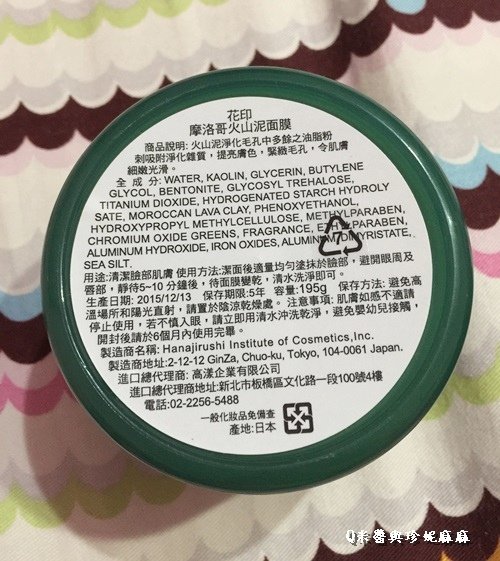 花印
摩洛哥火山泥面膜
商品說明: 火山泥淨化毛孔中多餘之油脂粉
刺吸附淨化雜質，提亮膚色，緊緻毛孔，令肌膚
細嫩光滑。
全 成 分: WATER, KAOLIN, GLYCERIN, BUTYLENE
GLYCOL, BENTONITE, GLYCOSYL TREHALOSE,
TITANIUM DIOXIDE, HYDROGENATED STARCH HYDROLY
SATE, MOROCCAN LAVA CLAY, PHENOXYETHANOL,
HYDROXYPROPYL METHYLCELLULOSE, METHYLPARABEN,
CHROMIUM OXIDE GREENS, FRAGRANCE, ETHYLPARABEN,
ALUMINUM HYDROXIDE, IRON OXIDES, ALUMINUM DIMYRISTATE,
SEA SILT.
7
用途:清潔臉部肌膚 使用方法:潔面後適量均勻塗抹於臉部，避開眼周及
唇部，靜待5~10 分鐘後，待面膜變乾，清水洗淨即可。
生產日期: 2015/12/13 保存期限:5年 容量:195g 保存方法: 避免高
溫場所和陽光直射，請置於陰涼乾燥處。 注意事項: 肌膚如感不適請
停止使用，若不慎入眼，請立即用清水沖洗乾淨，避免嬰幼兒接觸，
開封後請於6個月內使用完畢。
製造商名稱: Hanajirushi Institute of Cosmetics,Inc.
製造商地址:2-12-12 GinZa, Chuo-ku, Tokyo, 104-0061 Japan.
進口總代理商: 高漾企業有限公司
進口總代理商地址:新北市板橋區文化路一段100號4樓
電話:02-2256-5488
一般化妝品免備查
產地:日本
Q來醬與珍妮麻麻